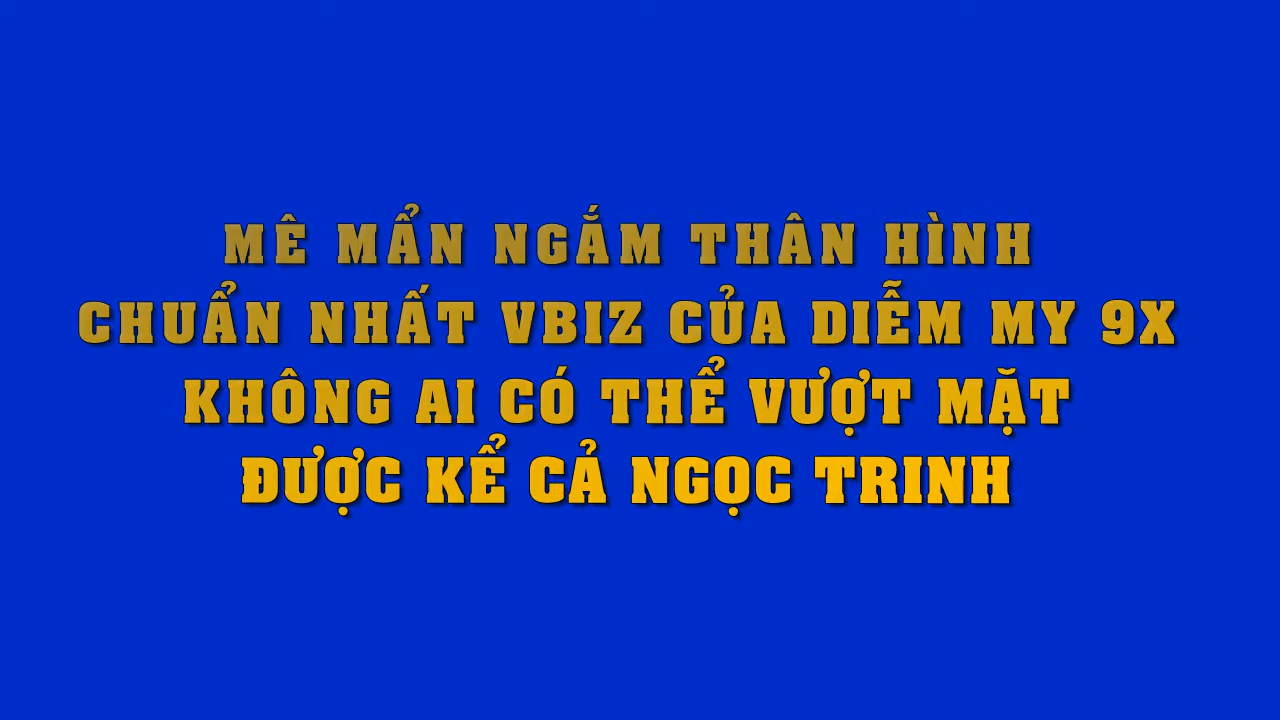 MÊ MẨN NGẮM THÂN HÌNH
CHUẨN NHẤT VBIZ CỦA DIỄM MY 9X
KHÔNG AI CÓ THỂ VƯỢT MẶT
ĐƯỢC KỂ CẢ NGỌC TRINH